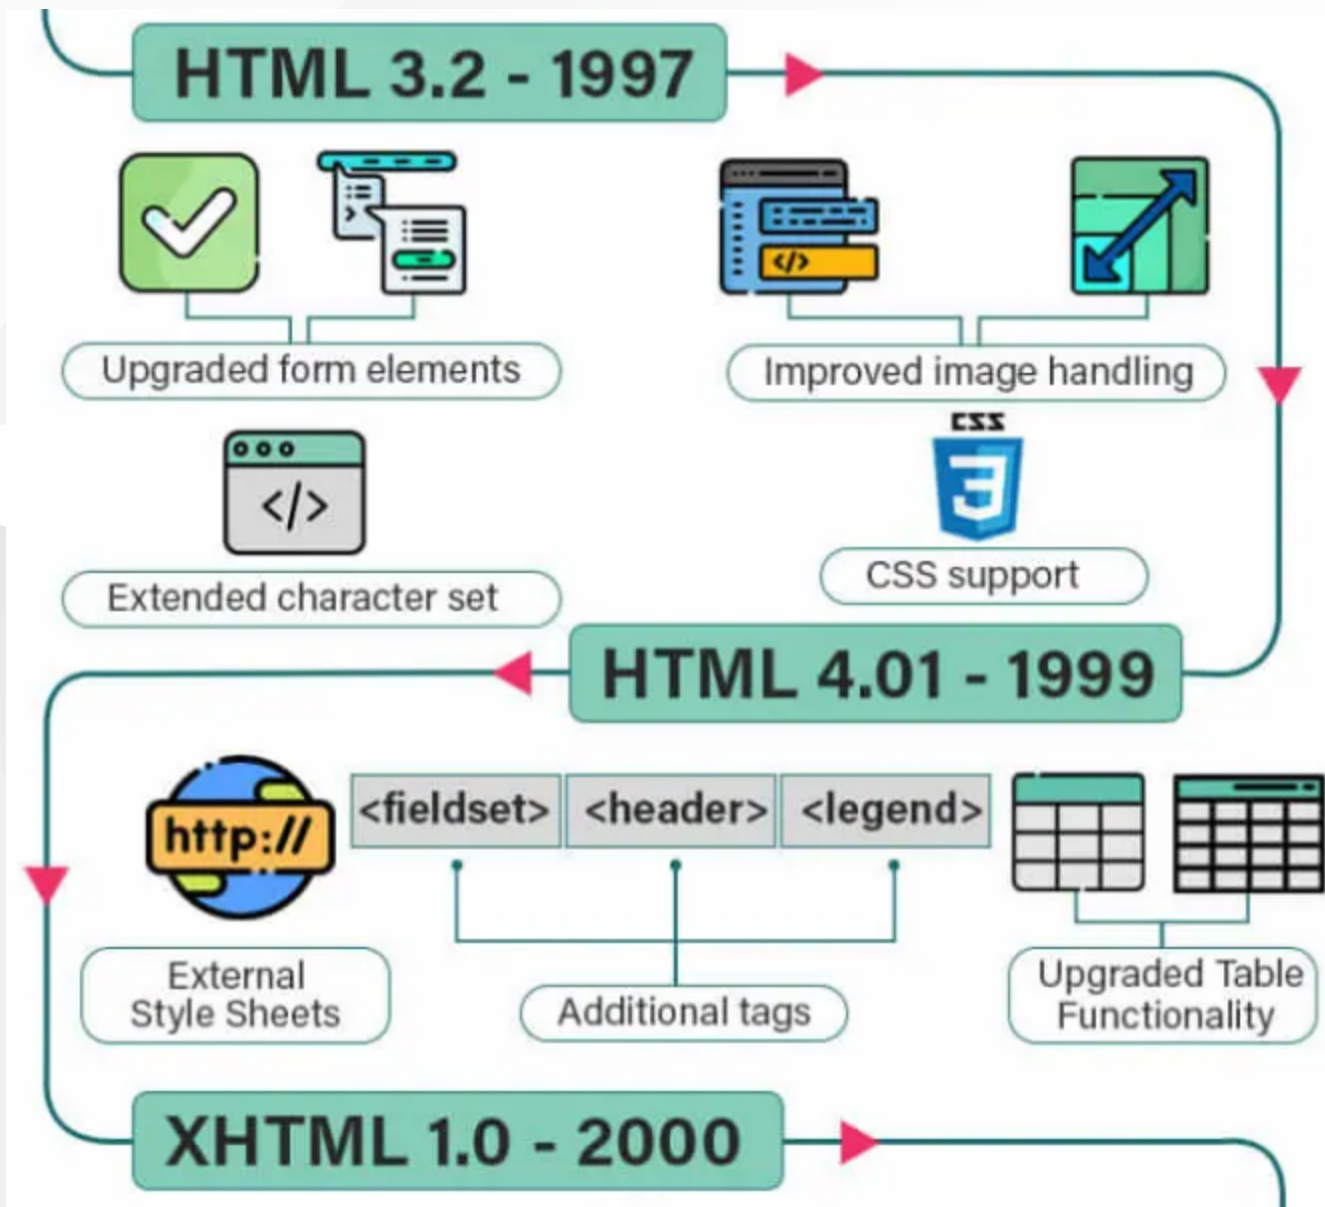 HTML 3.2 - 1997
Upgraded form elements
</>
Improved image handling
</>
Extended character set
CSS
3
CSS support
HTML 4.01 - 1999
http://
<fieldset> <header> <legend>
External
Style Sheets
Additional tags
Upgraded Table
Functionality
XHTML 1.0 - 2000